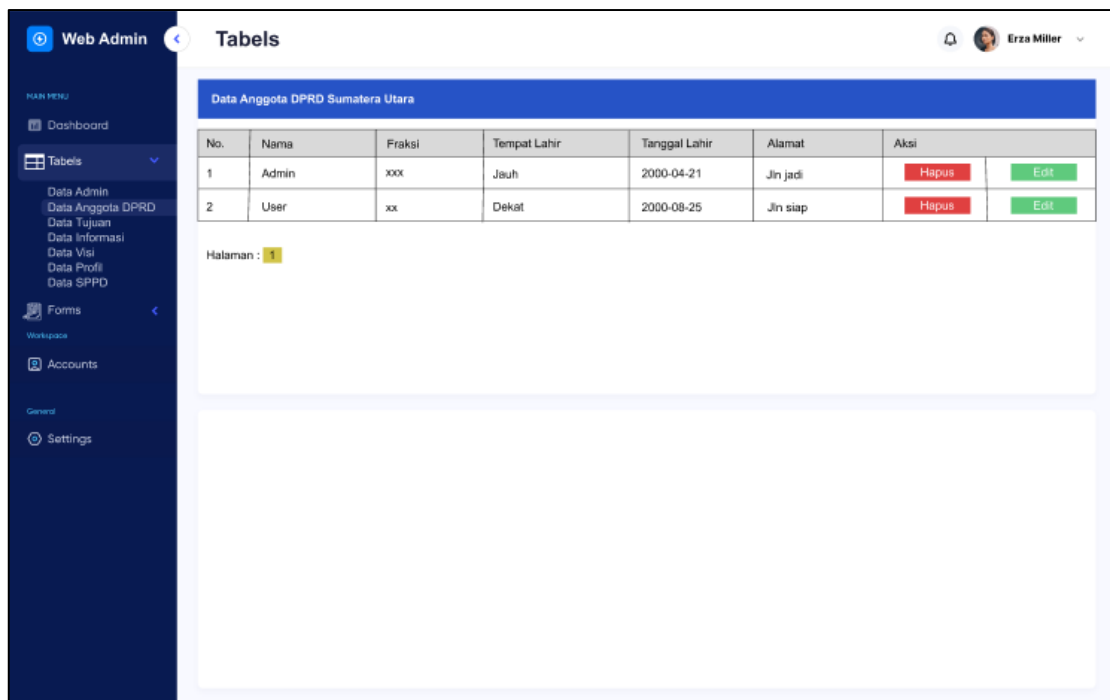 Web Admin
Tabels
Erza Miller
MAIN MENU
Dashboard
Tabels
Data Admin
Data Anggota DPRD
Data Tujuan
Data Informasi
Data Visi
Data Profil
Data SPPD
Forms
Workspace
Accounts
General
Settings
Data Anggota DPRD Sumatera Utara
No. Nama Fraksi Tempat Lahir Tanggal Lahir Alamat Aksi
1 Admin xxx Jauh 2000-04-21 Jln jadi Hapus Edit
2 User xx Dekat 2000-08-25 Jln siap Hapus Edit
Halaman : 1